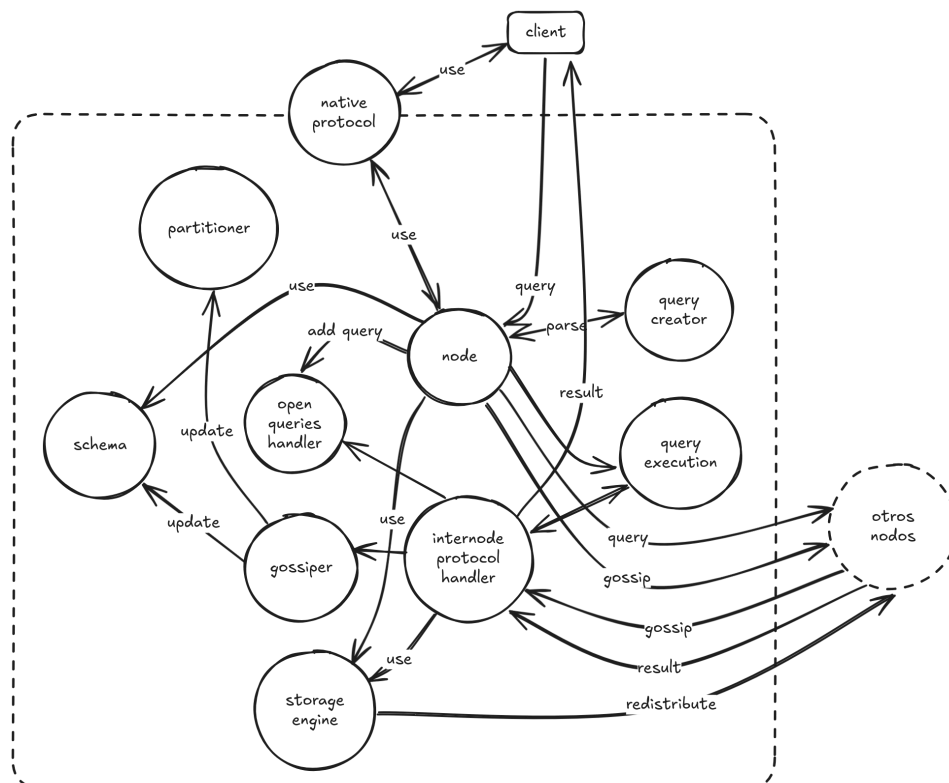 client
use
native
protocol
partitioner
use
use
query
query
creator
parse
add query
node
result
open
queries
handler
schema
update
query
execution
update
use
otros
nodos
internode
protocol
handler
query
gossiper
gossip
gossip
use
result
storage
engine
redistribute